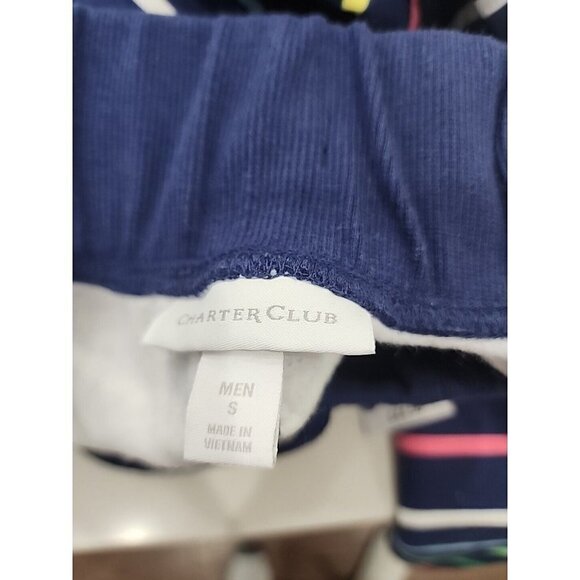 CHARTER CLUB
MEN
S
MADE IN
VIETNAM